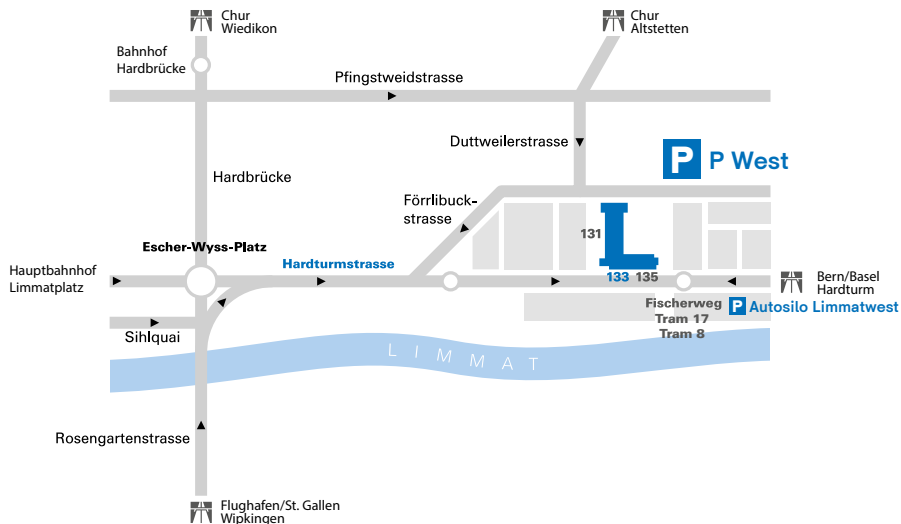 Chur
Wiedikon
Chur
Altstetten
Bahnhof
Hardbrücke
Pfingstweidstrasse
Duttweilerstrasse
P
P West
Hardbrücke
Förrlibuck-
strasse
131
Escher-Wyss-Platz
Hauptbahnhof
Limmatplatz
Hardturmstrasse
133
135
Bern/Basel
Hardturm
Fischerweg
Tram 17
Tram 8
P
Autosilo Limmatwest
Sihlquai
LIMMAT
Rosengartenstrasse
Flughafen/St. Gallen
Wipkingen